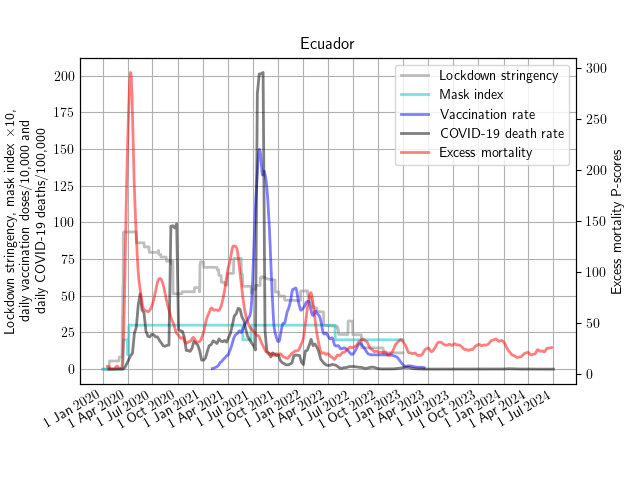 Ecuador
Lockdown stringency
Mask index
Vaccination rate
COVID-19 death rate
Excess mortality
Lockdown stringency, mask index ×10,
daily vaccination doses/10,000 and
daily COVID-19 deaths/100,000
200
175
150
125
100
75
50
25
0
300
250
200
150
100
50
0
Excess mortality P-scores
1 Jan 2020
1 Apr 2020
1 Jul 2020
1 Oct 2020
1 Jan 2021
1 Apr 2021
1 Jul 2021
1 Oct 2021
1 Jan 2022
1 Apr 2022
1 Jul 2022
1 Oct 2022
1 Jan 2023
1 Apr 2023
1 Jul 2023
1 Oct 2023
1 Jan 2024
1 Apr 2024
1 Jul 2024